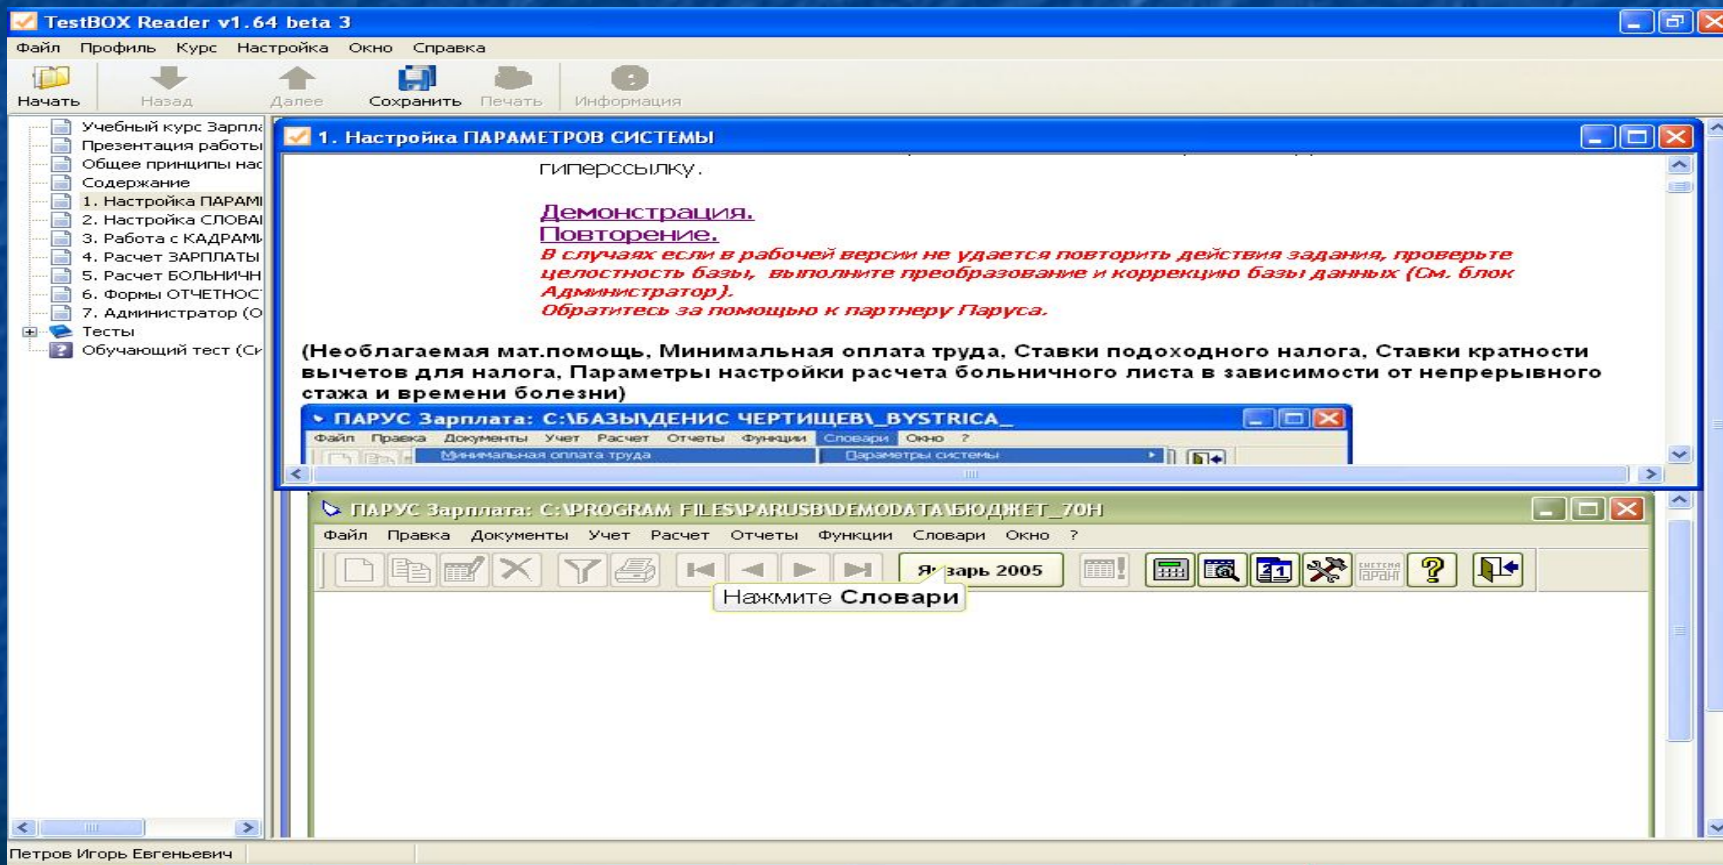 TestBOX Reader v1.64 beta 3
Файл Профиль Курс Настройка Окно Справка
Начать Назад Далее Сохранить Печать Информация
Учебный курс Зарпла
Презентация работы
Общее принципы нас
Содержание
1. Настройка ПАРАМ
2. Настройка СЛОВА
3. Работа с КАДРАМ
4. Расчет ЗАРПЛАТЫ
5. Расчет БОЛЬНИЧН
6. Формы ОТЧЕТНОС
7. Администратор (О
Тесты
Обучающий тест (Си
1. Настройка ПАРАМЕТРОВ СИСТЕМЫ
гиперссылку.
Демонстрация.
Повторение.
В случаях если в рабочей версии не удается повторить действия задания, проверьте
целостность базы, выполните преобразование и коррекцию базы данных (См. блок
Администратор).
Обратитесь за помощью к партнеру Паруса.
(Необлагаемая мат.помощь, Минимальная оплата труда, Ставки подоходного налога, Ставки кратности
вычетов для налога, Параметры настройки расчета больничного листа в зависимости от непрерывного
стажа и времени болезни)
ПАРУС Зарплата: C:\БАЗЫ\ДЕНИС ЧЕРТИЩЕВ\_BYSTRICA_
Файл Правка Документы Учет Расчет Отчеты Функции Словари Окно ?
Минимальная оплата труда Параметры системы
ПАРУС Зарплата: C:\PROGRAM FILES\PARUSB\DEMODATA\БЮДЖЕТ_70Н
Файл Правка Документы Учет Расчет Отчеты Функции Словари Окно ?
Январь 2005
Нажмите Словари
Петров Игорь Евгеньевич